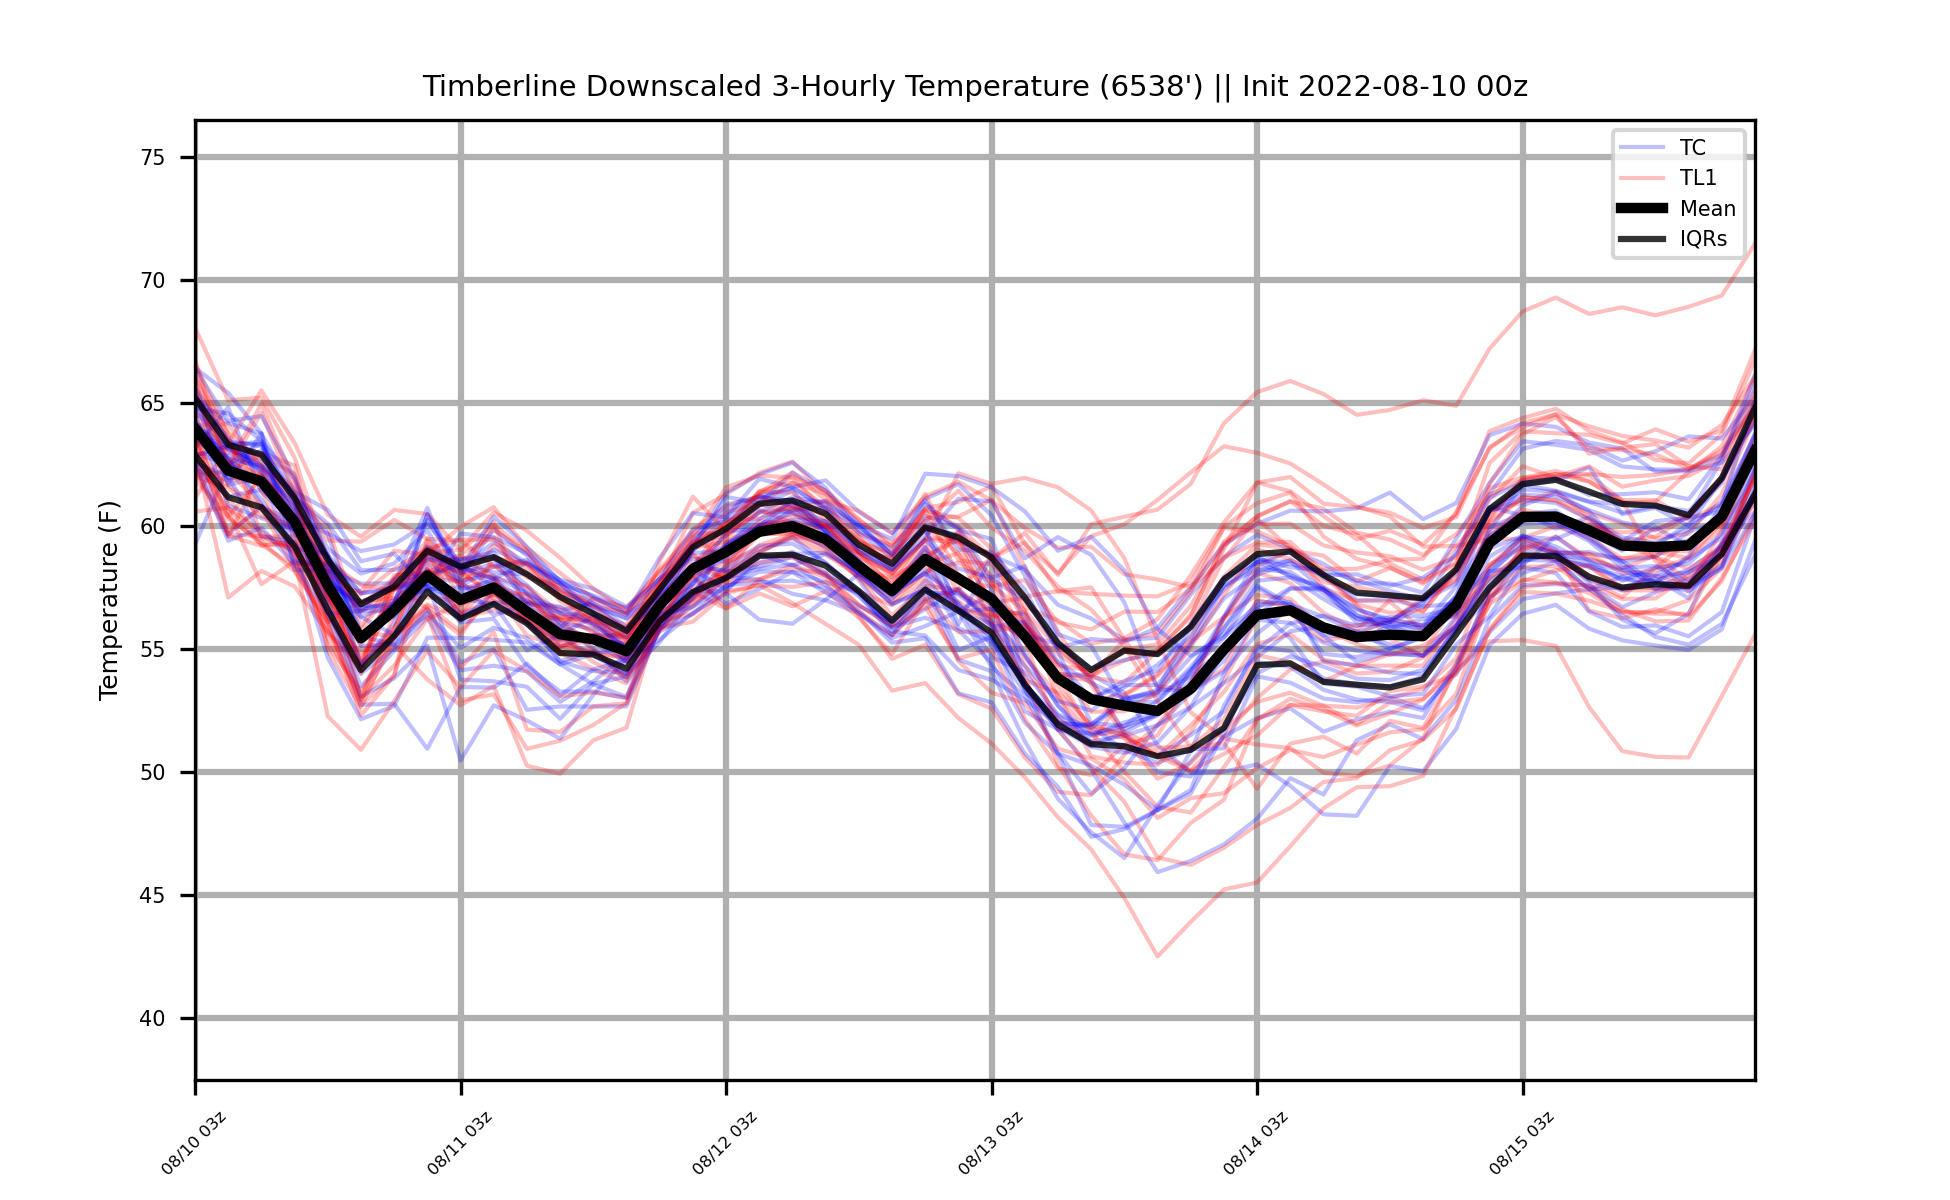 Timberline Downscaled 3-Hourly Temperature (6538') || Init 2022-08-10 00z
TC
TL1
Mean
IQRs
Temperature (F)
75
70
65
60
55
50
45
40
08/10 03z
08/11 03z
08/12 03z
08/13 03z
08/14 03z
08/15 03z